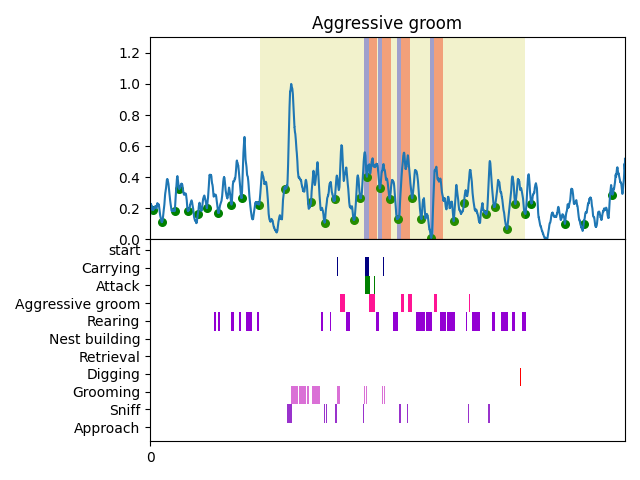 Aggressive groom
1.2
1.0
0.8
0.6
0.4
0.2
0.0
start
Carrying
Attack
Aggressive groom
Rearing
Nest building
Retrieval
Digging
Grooming
Sniff
Approach
0